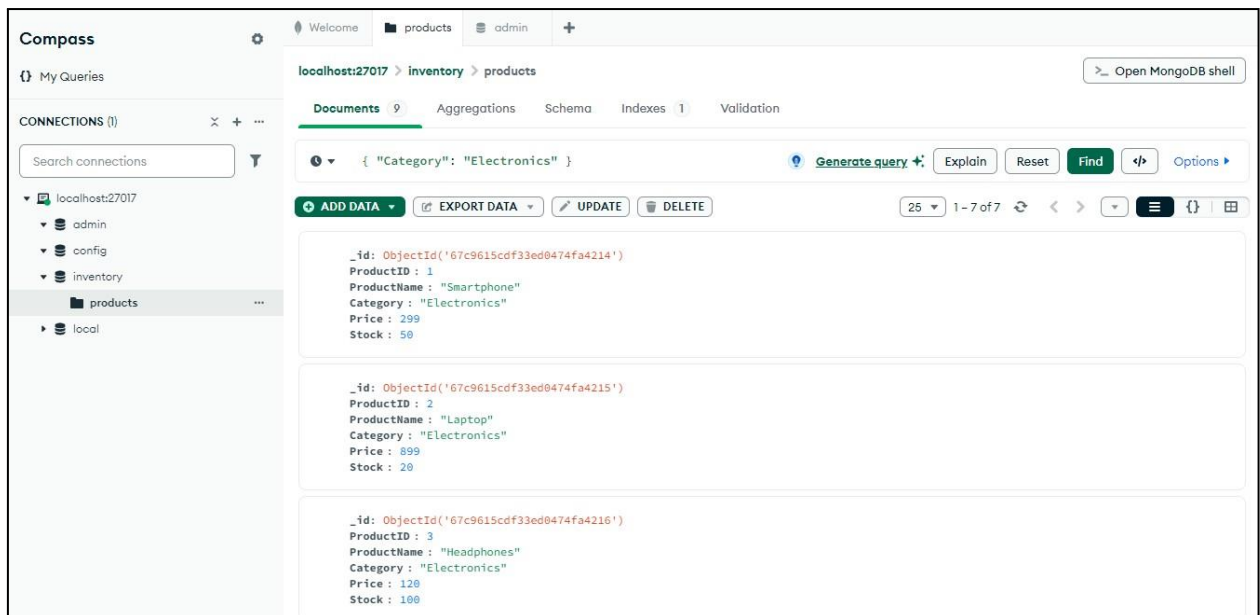 Compass
{} My Queries
CONNECTIONS (1)
Search connections
localhost:27017
admin
config
inventory
products
local
Welcome
products
admin
localhost:27017 > inventory > products
>_ Open MongoDB shell
Documents 9 Aggregations Schema Indexes 1 Validation
{ "Category": "Electronics" }
Generate query Explain Reset Find </> Options
ADD DATA EXPORT DATA UPDATE DELETE 25 1 – 7 of 7 {}
_id: ObjectId('67c9615cdf33ed0474fa4214')
ProductID : 1
ProductName : "Smartphone"
Category : "Electronics"
Price : 299
Stock : 50
_id: ObjectId('67c9615cdf33ed0474fa4215')
ProductID : 2
ProductName : "Laptop"
Category : "Electronics"
Price : 899
Stock : 20
_id: ObjectId('67c9615cdf33ed0474fa4216')
ProductID : 3
ProductName : "Headphones"
Category : "Electronics"
Price : 120
Stock : 100